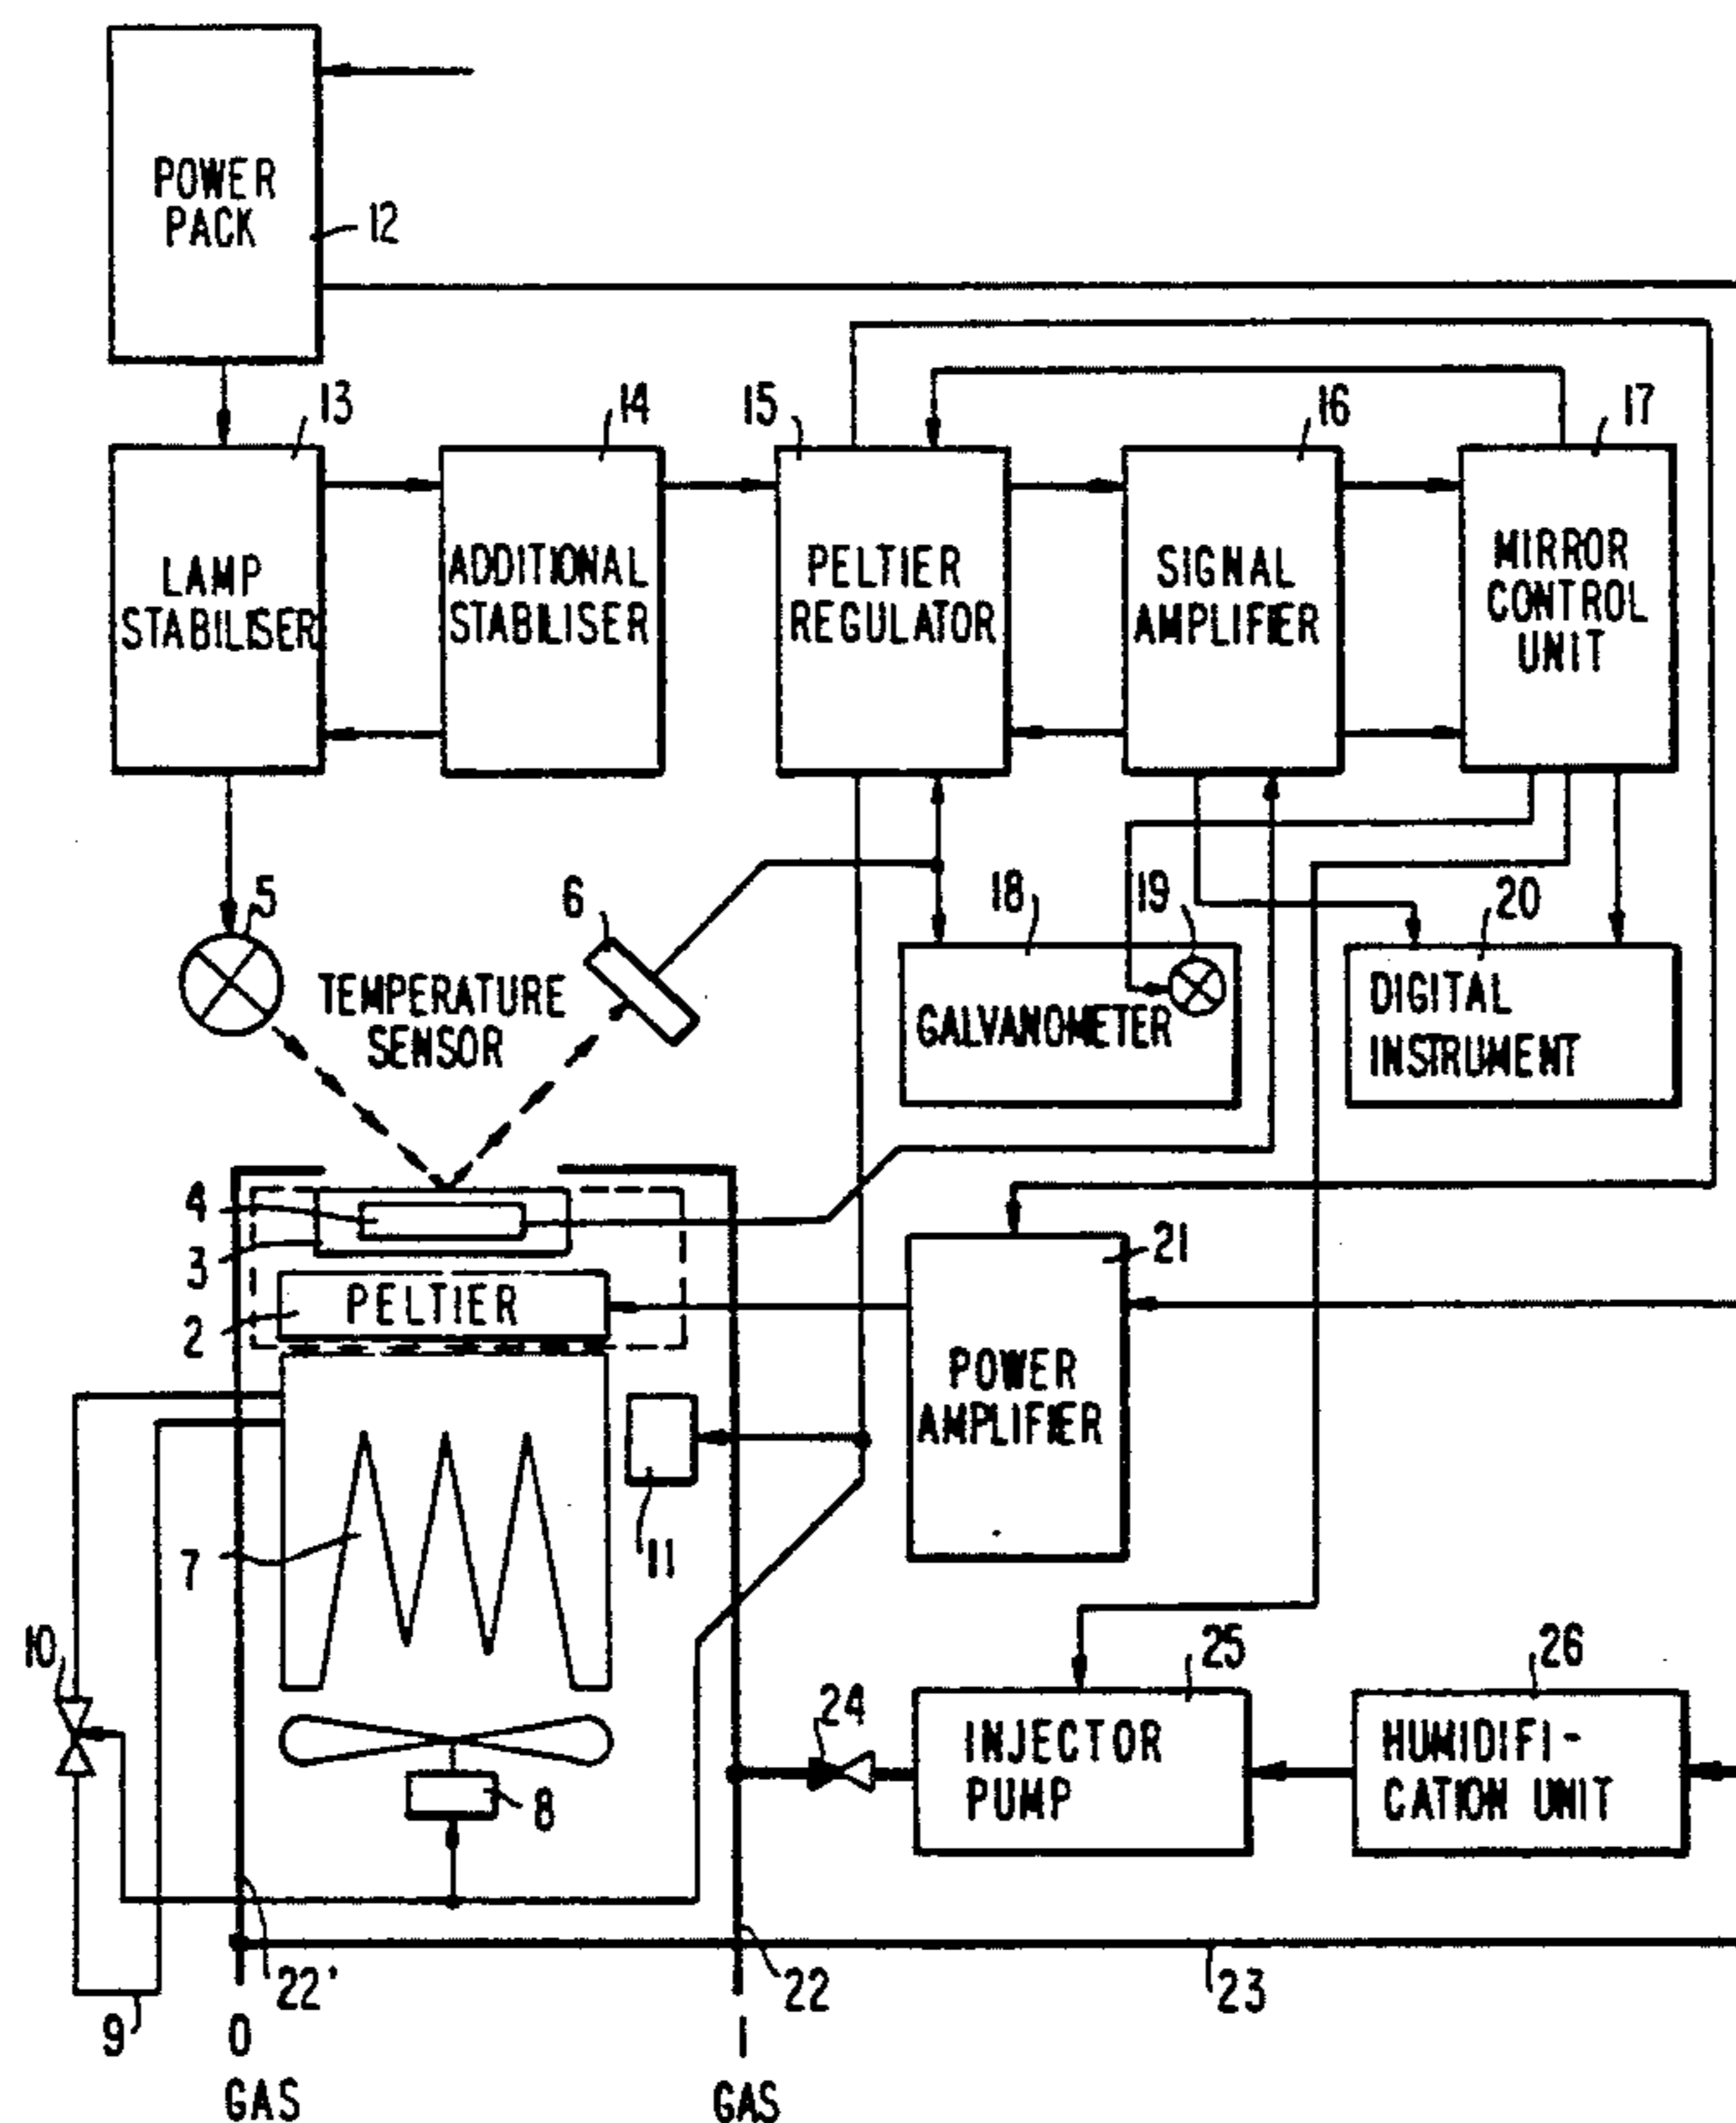 POWER
PACK
12
13
14
15
16
17
LAMP
STABILISER
ADDITIONAL
STABILISER
PELTIER
REGULATOR
SIGNAL
AMPLIFIER
MIRROR
CONTROL
UNIT
5
6
18
19
20
TEMPERATURE
SENSOR
GALVANOMETER
DIGITAL
INSTRUMENT
4
3
2
PELTIER
21
POWER
AMPLIFIER
7
11
10
24
25
26
INJECTOR
PUMP
HUMIDIFI-
CATION UNIT
8
22'
22
23
9
0
I
GAS
GAS